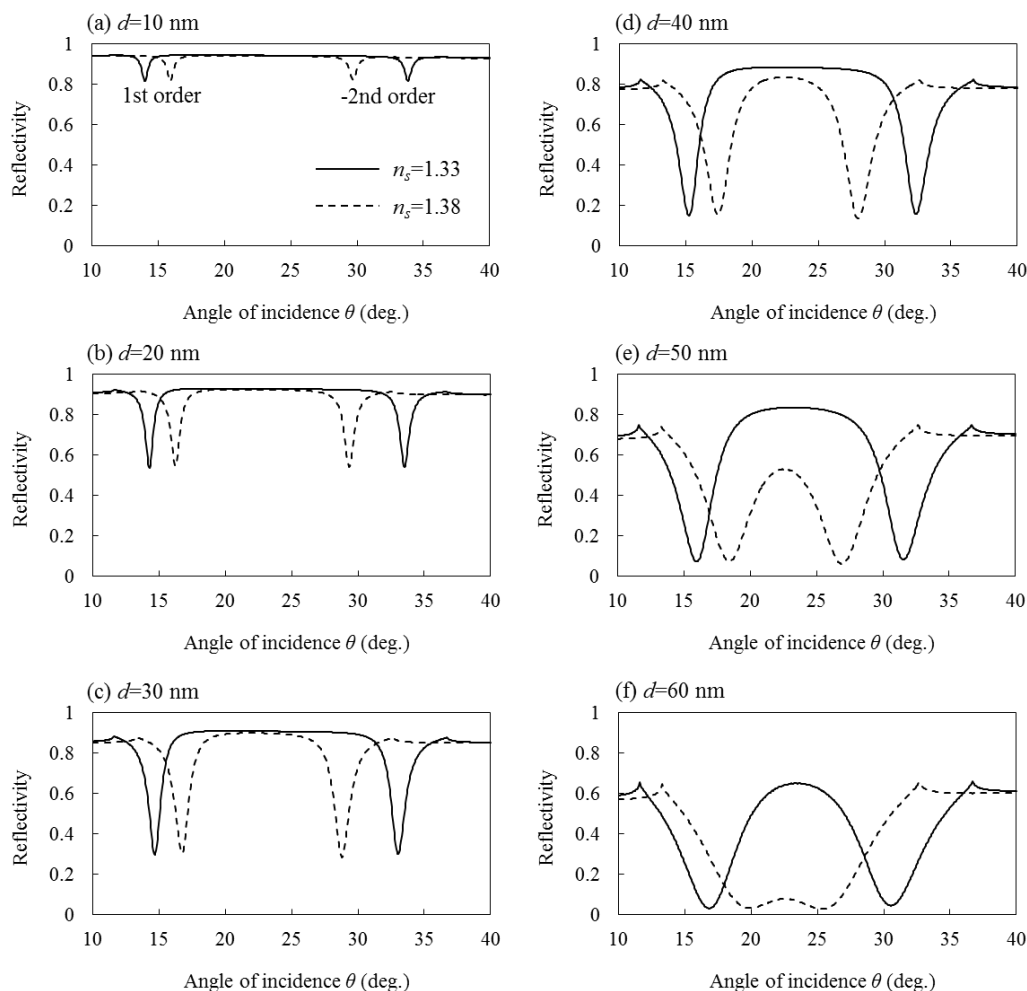 (a) d=10 nm
1
0.8
0.6
0.4
0.2
0
Reflectivity
1st order
-2nd order
nₛ=1.33
nₛ=1.38
10 15 20 25 30 35 40
Angle of incidence θ (deg.)
(b) d=20 nm
1
0.8
0.6
0.4
0.2
0
Reflectivity
10 15 20 25 30 35 40
Angle of incidence θ (deg.)
(c) d=30 nm
1
0.8
0.6
0.4
0.2
0
Reflectivity
10 15 20 25 30 35 40
Angle of incidence θ (deg.)
(d) d=40 nm
1
0.8
0.6
0.4
0.2
0
Reflectivity
10 15 20 25 30 35 40
Angle of incidence θ (deg.)
(e) d=50 nm
1
0.8
0.6
0.4
0.2
0
Reflectivity
10 15 20 25 30 35 40
Angle of incidence θ (deg.)
(f) d=60 nm
1
0.8
0.6
0.4
0.2
0
Reflectivity
10 15 20 25 30 35 40
Angle of incidence θ (deg.)